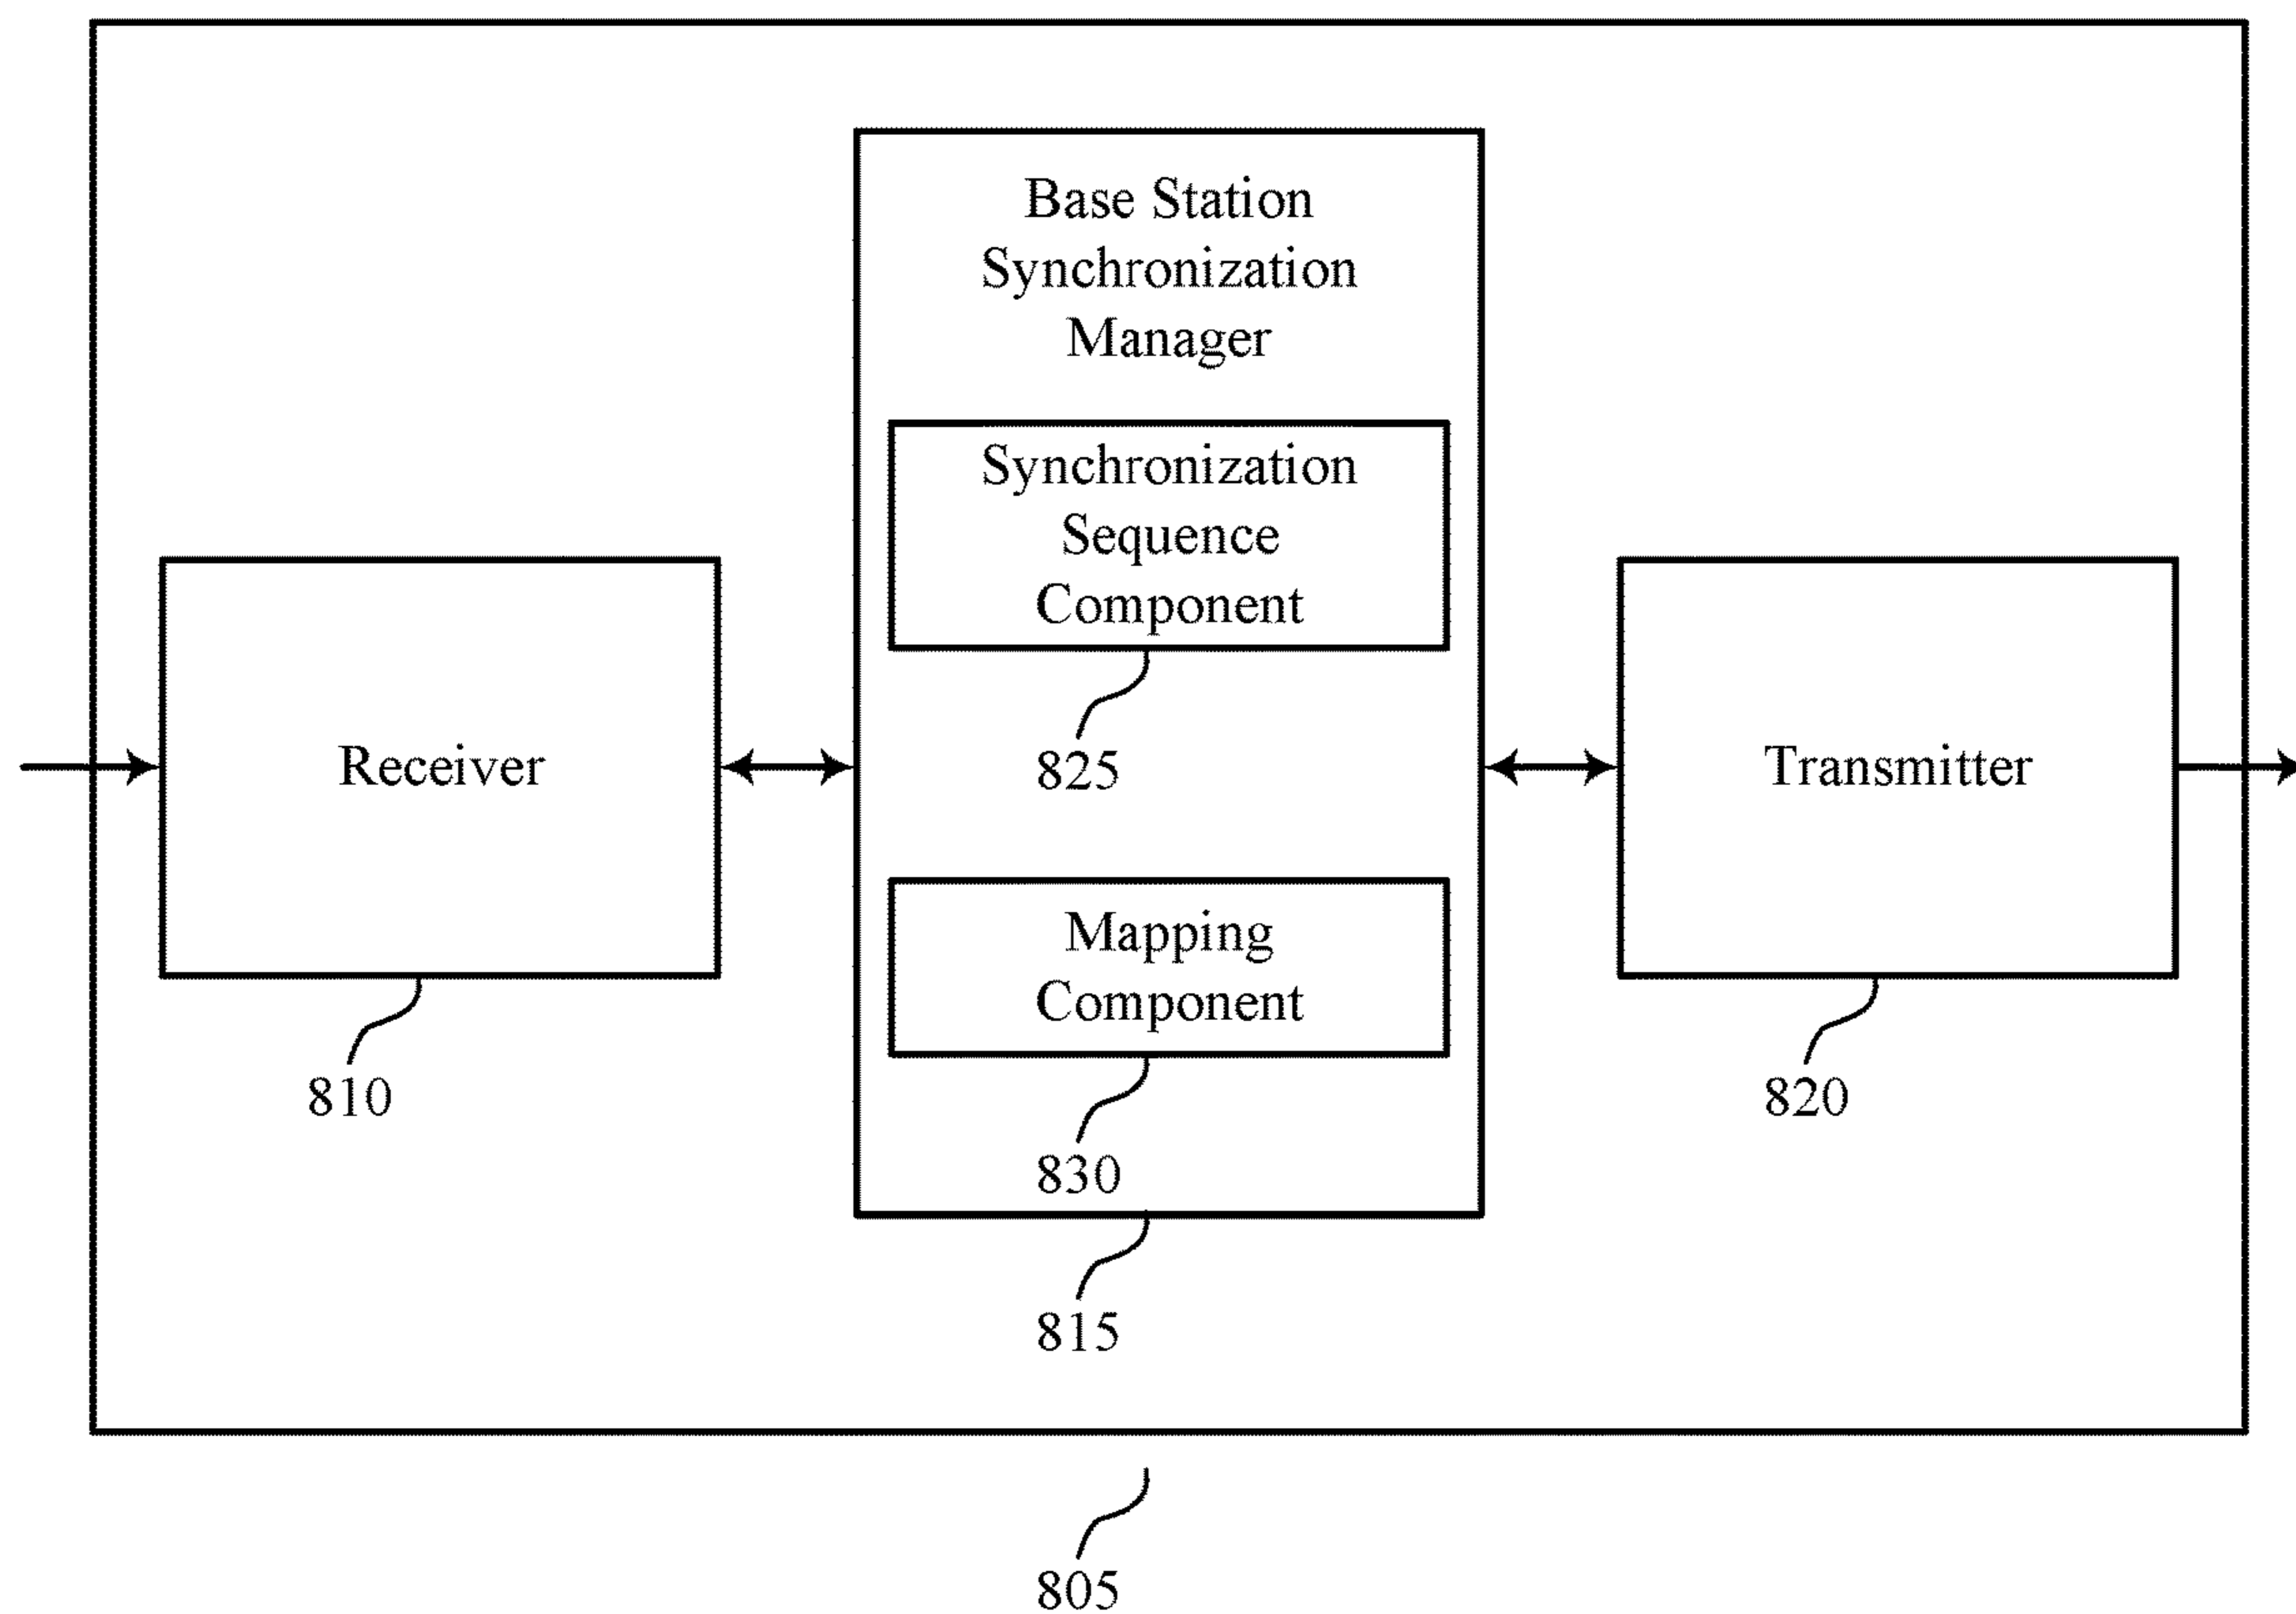 Base Station
Synchronization
Manager
Synchronization
Sequence
Component
825
Receiver
810
Mapping
Component
830
815
Transmitter
820
805